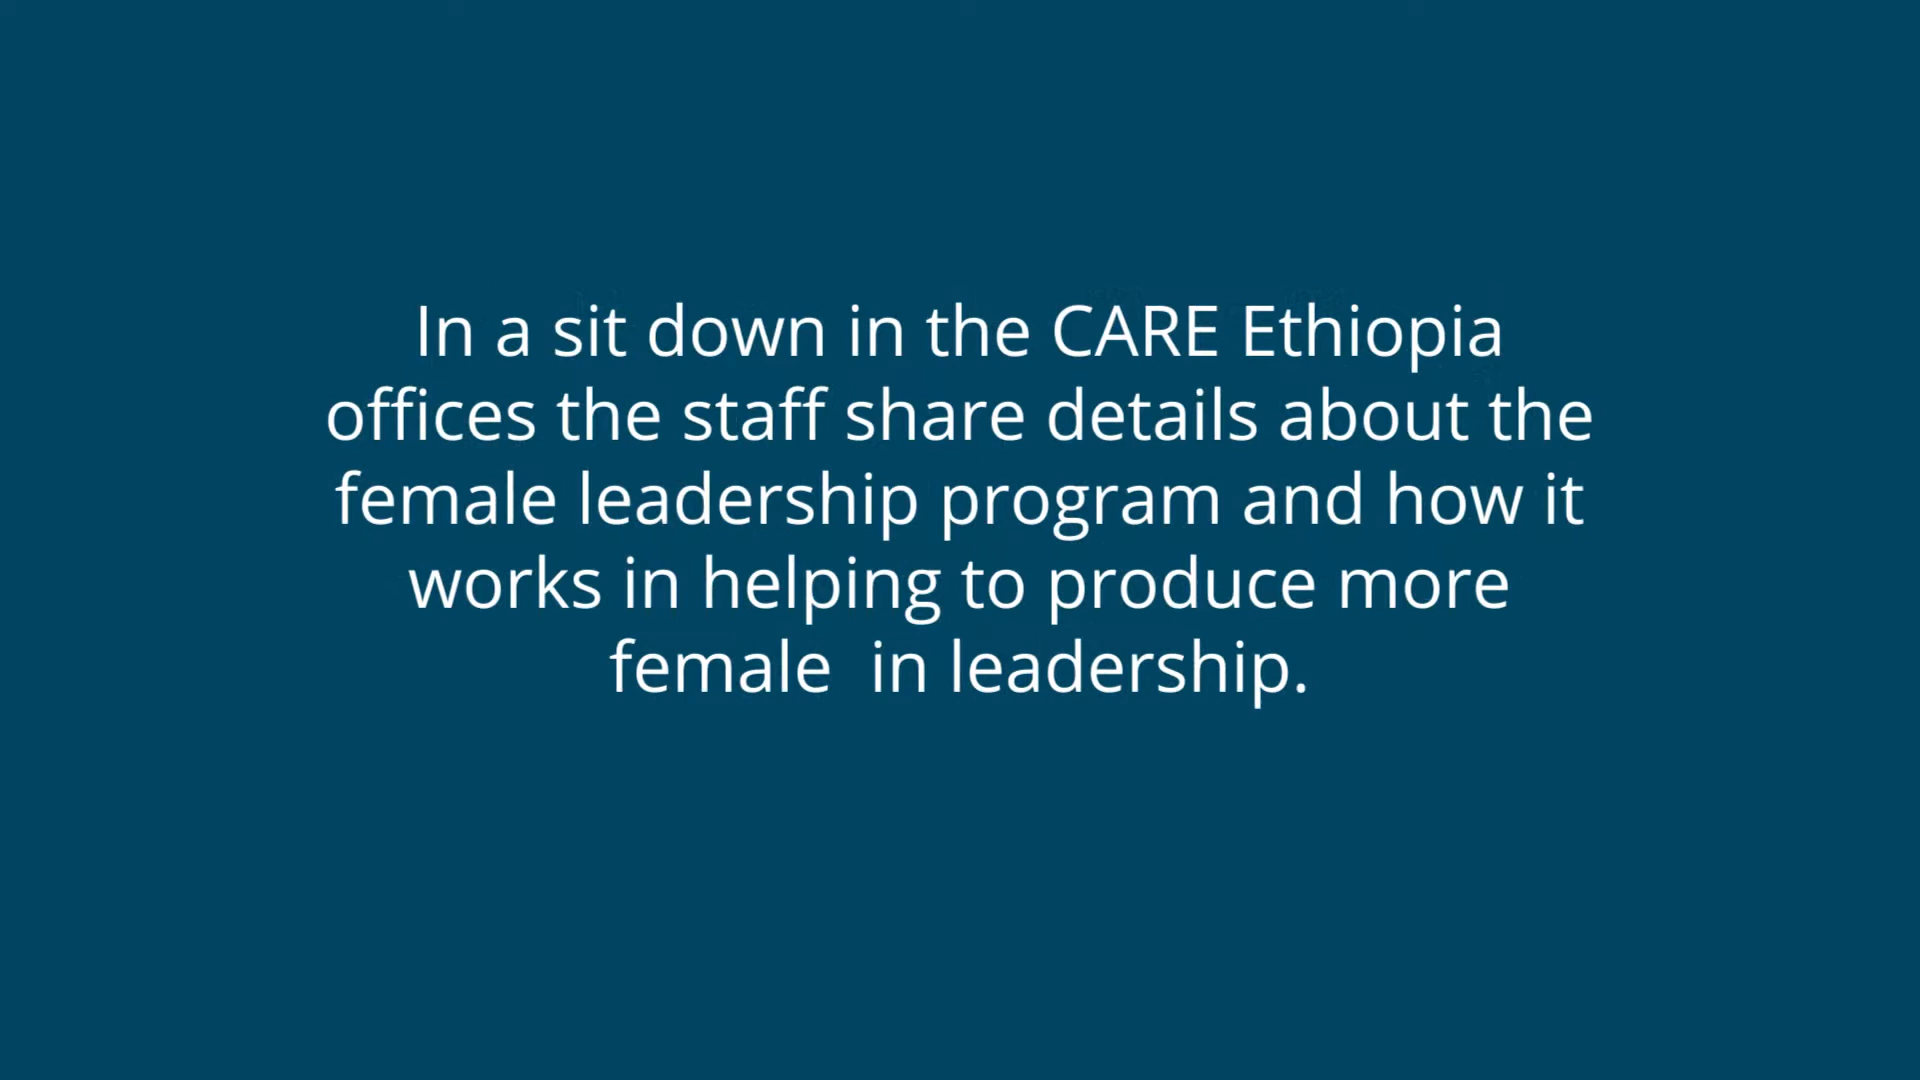 In a sit down in the CARE Ethiopia
offices the staff share details about the
female leadership program and how it
works in helping to produce more
female  in leadership.